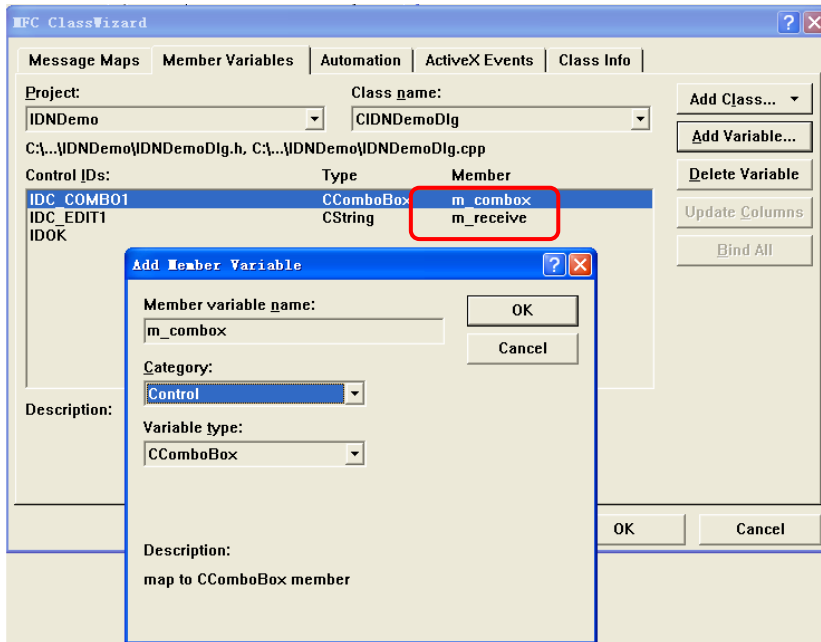 MFC ClassWizard
Message Maps Member Variables Automation ActiveX Events Class Info
Project: Class name:
IDNDemo CIDNDemoDlg
Add Class...
Add Variable...
C:\...\IDNDemo\IDNDemoDlg.h, C:\...\IDNDemo\IDNDemoDlg.cpp
Control IDs: Type Member
Delete Variable
IDC_COMBO1 CComboBox m_combox
IDC_EDIT1 CString m_receive
IDOK
Update Columns
Bind All
Add Member Variable
Member variable name:
m_combox
OK
Cancel
Category:
Control
Description:
Variable type:
CComboBox
OK Cancel
Description:
map to CComboBox member